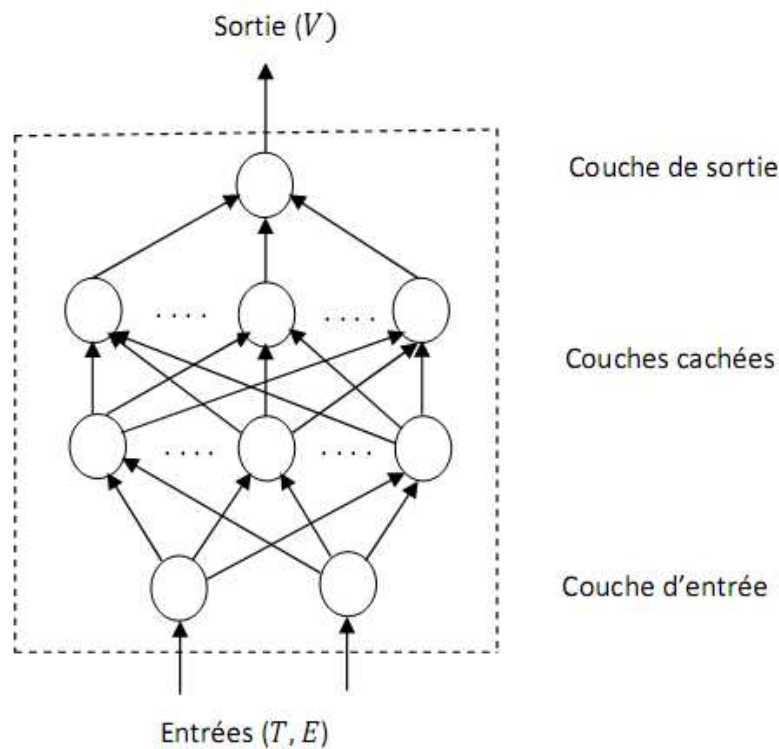 Sortie (V)
Couche de sortie
. . . . . . . .
Couches cachées
. . . . . . . .
Couche d'entrée
Entrées (T, E)